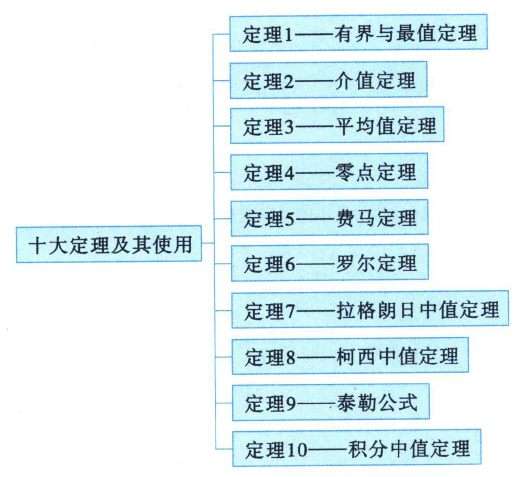 定理1——有界与最值定理
定理2——介值定理
定理3——平均值定理
定理4——零点定理
定理5——费马定理
十大定理及其使用
定理6——罗尔定理
定理7——拉格朗日中值定理
定理8——柯西中值定理
定理9——泰勒公式
定理10——积分中值定理